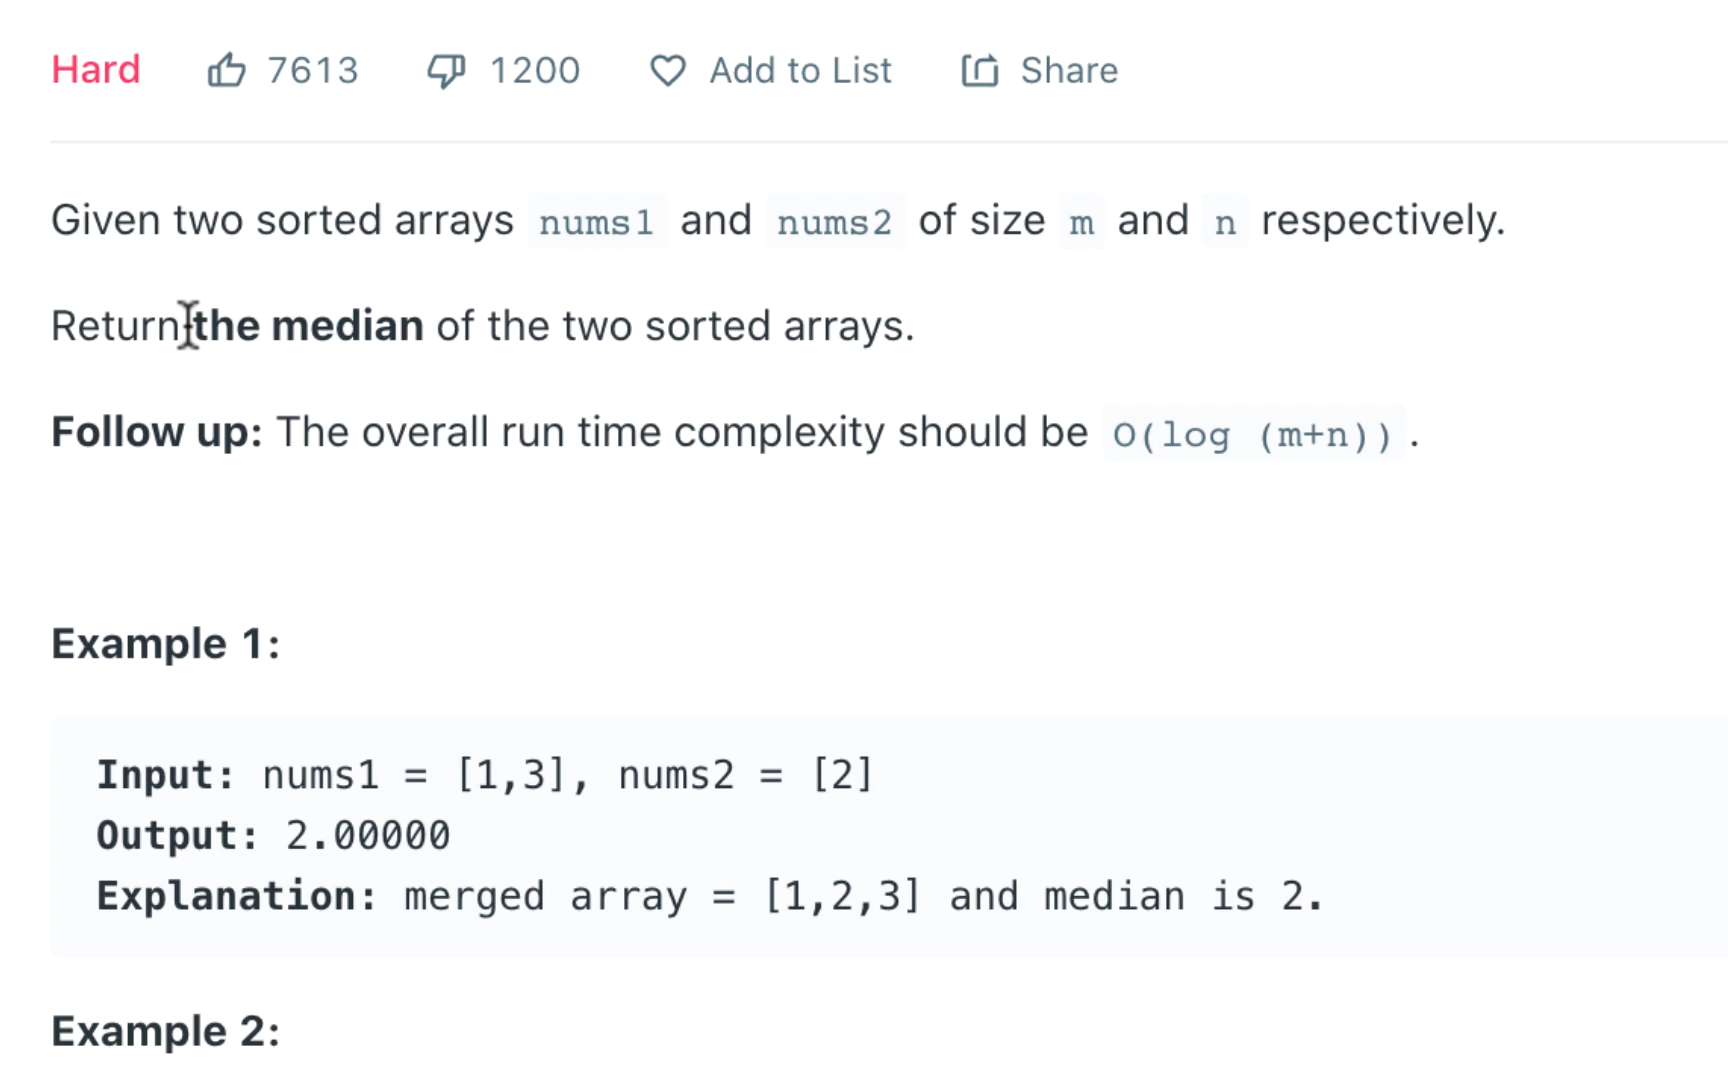 Hard 7613 1200 Add to List Share
Given two sorted arrays nums1 and nums2 of size m and n respectively.
Return the median of the two sorted arrays.
Follow up: The overall run time complexity should be O(log (m+n)).
Example 1:
Input: nums1 = [1,3], nums2 = [2]
Output: 2.00000
Explanation: merged array = [1,2,3] and median is 2.
Example 2: